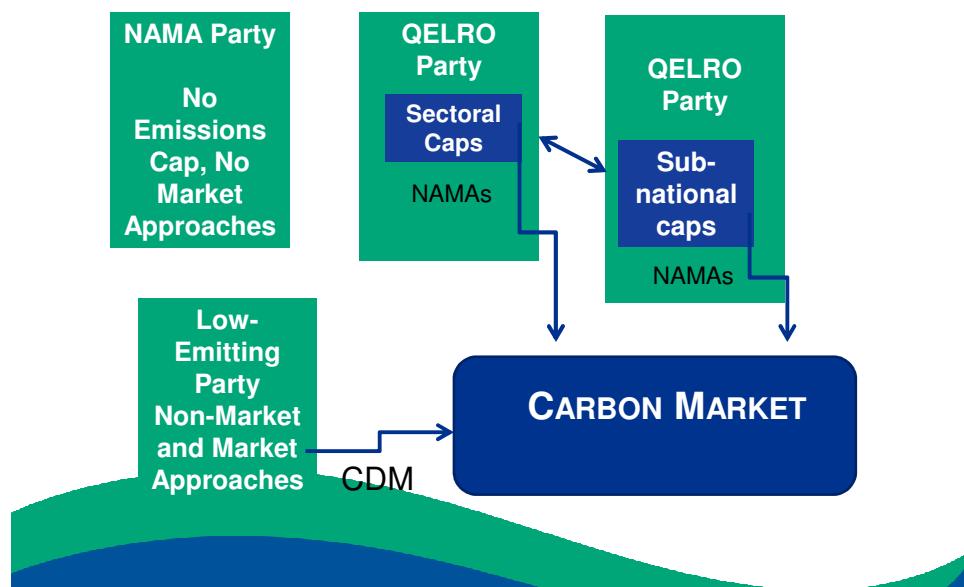 NAMA Party
No
Emissions
Cap, No
Market
Approaches
QELRO
Party
Sectoral
Caps
NAMAs
QELRO
Party
Sub-
national
caps
NAMAs
Low-
Emitting
Party
Non-Market
and Market
Approaches
CDM
CARBON MARKET